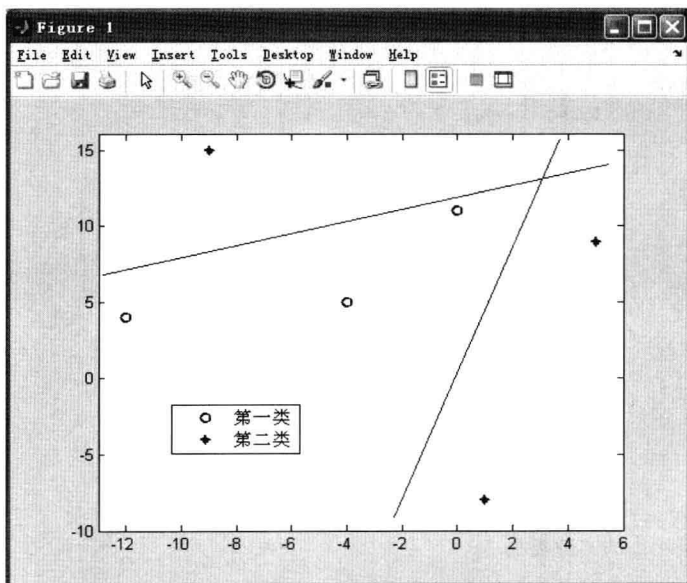 Figure 1
File Edit View Insert Tools Desktop Window Help
15
10
5
0
-5
-10
第一类
第二类
-12 -10 -8 -6 -4 -2 0 2 4 6